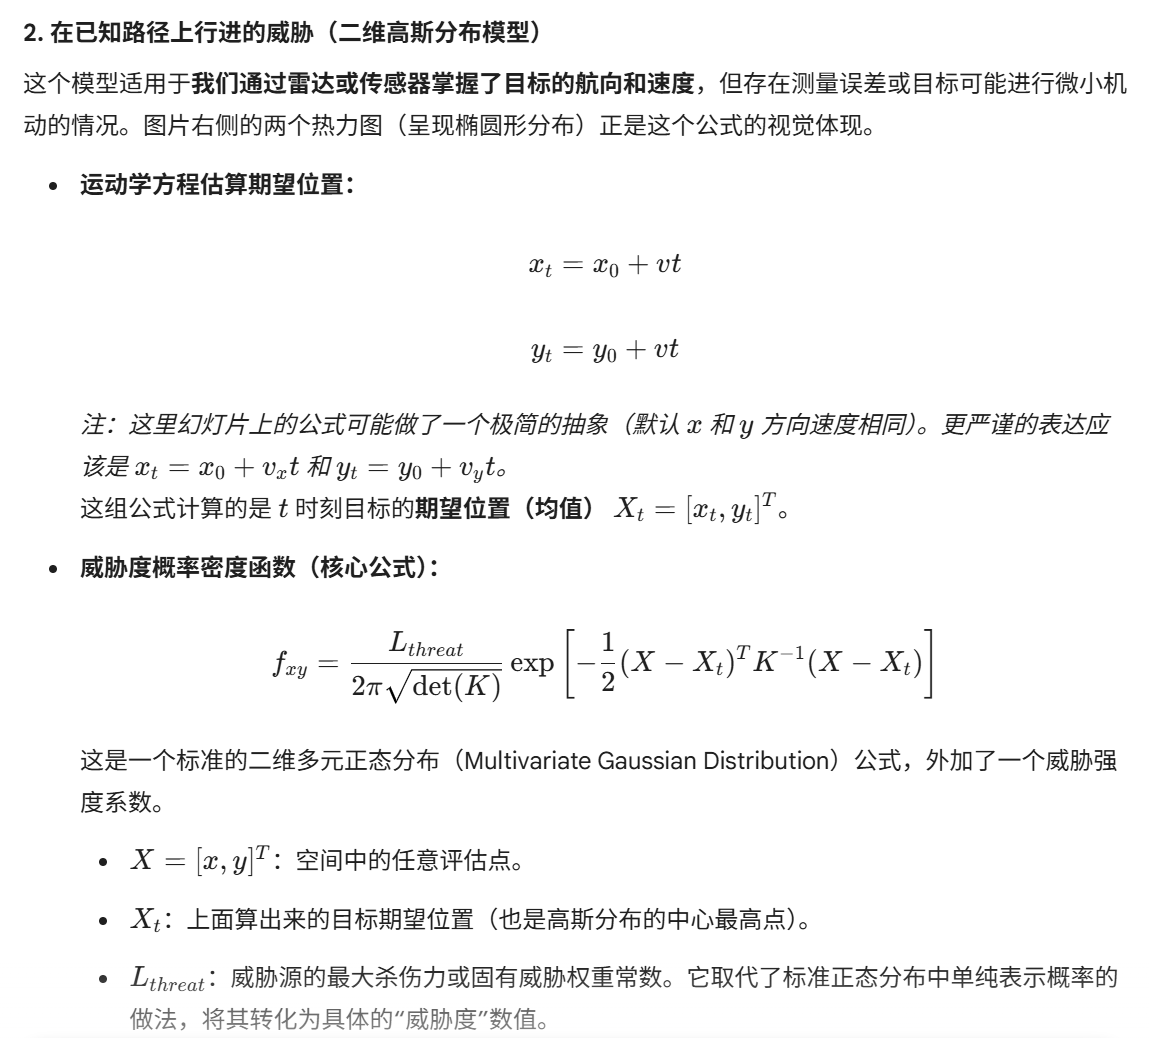 2. 在已知路径上行进的威胁（二维高斯分布模型）
这个模型适用于我们通过雷达或传感器掌握了目标的航向和速度，但存在测量误差或目标可能进行微小机
动的情况。图片右侧的两个热力图（呈现椭圆形分布）正是这个公式的视觉体现。
• 运动学方程估算期望位置：
$x_t = x_0 + vt$
$y_t = y_0 + vt$
注：这里幻灯片上的公式可能做了一个极简的抽象（默认 $x$ 和 $y$ 方向速度相同）。更严谨的表达应
该是 $x_t = x_0 + v_x t$ 和 $y_t = y_0 + v_y t$。
这组公式计算的是 $t$ 时刻目标的期望位置（均值） $X_t = [x_t, y_t]^T$。
• 威胁度概率密度函数（核心公式）：
$f_{xy} = \frac{L_{threat}}{2\pi\sqrt{\det(K)}} \exp\left[-\frac{1}{2}(X - X_t)^T K^{-1}(X - X_t)\right]$
这是一个标准的二维多元正态分布（Multivariate Gaussian Distribution）公式，外加了一个威胁强
度系数。
• $X = [x, y]^T$：空间中的任意评估点。
• $X_t$：上面算出来的目标期望位置（也是高斯分布的中心最高点）。
• $L_{threat}$：威胁源的最大杀伤力或固有威胁权重常数。它取代了标准正态分布中单纯表示概率的
做法，将其转化为具体的“威胁度”数值。